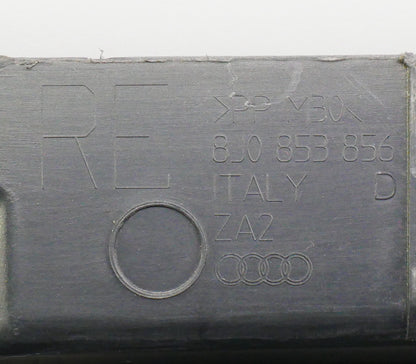 RE
>PP M30<
8J0 853 856
ITALY D
ZA2